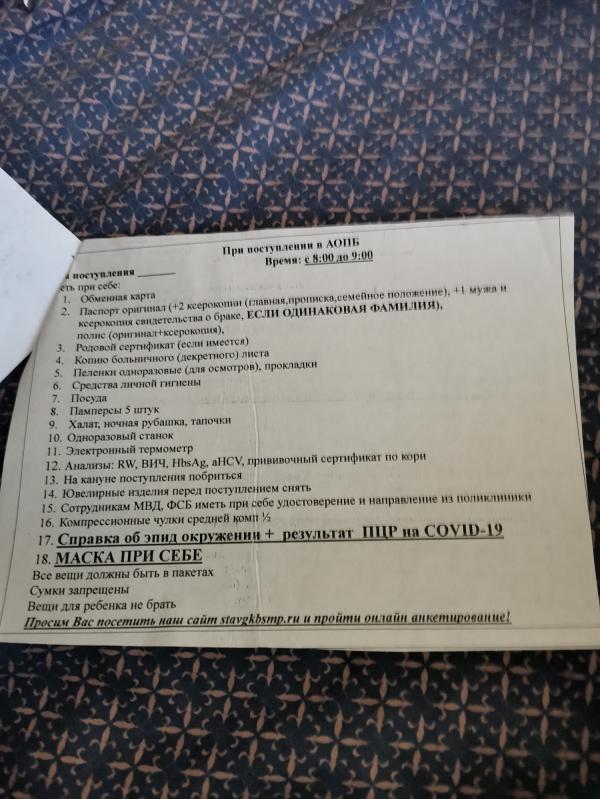 При поступлении в АОПБ
Время: с 8:00 до 9:00
поступления ______
при себе:
1. Обменная карта
2. Паспорт оригинал (+2 ксерокопии (главная,прописка,семейное положение), +1 мужа и
ксерокопия свидетельства о браке, ЕСЛИ ОДИНАКОВАЯ ФАМИЛИЯ),
полис (оригинал+ксерокопия),
3. Родовой сертификат (если имеется)
4. Копию больничного (декретного) листа
5. Пеленки одноразовые (для осмотров), прокладки
6. Средства личной гигиены
7. Посуда
8. Памперсы 5 штук
9. Халат, ночная рубашка, тапочки
10. Одноразовый станок
11. Электронный термометр
12. Анализы: RW, ВИЧ, HbsAg, aHCV, прививочный сертификат по кори
13. На кануне поступления побриться
14. Ювелирные изделия перед поступлением снять
15. Сотрудникам МВД, ФСБ иметь при себе удостоверение и направление из поликлиники
16. Компрессионные чулки средней комп ½
17. Справка об эпид окружении + результат ПЦР на COVID-19
18. МАСКА ПРИ СЕБЕ
Все вещи должны быть в пакетах
Сумки запрещены
Вещи для ребенка не брать
Просим Вас посетить наш сайт stavgkbsmp.ru и пройти онлайн анкетирование!